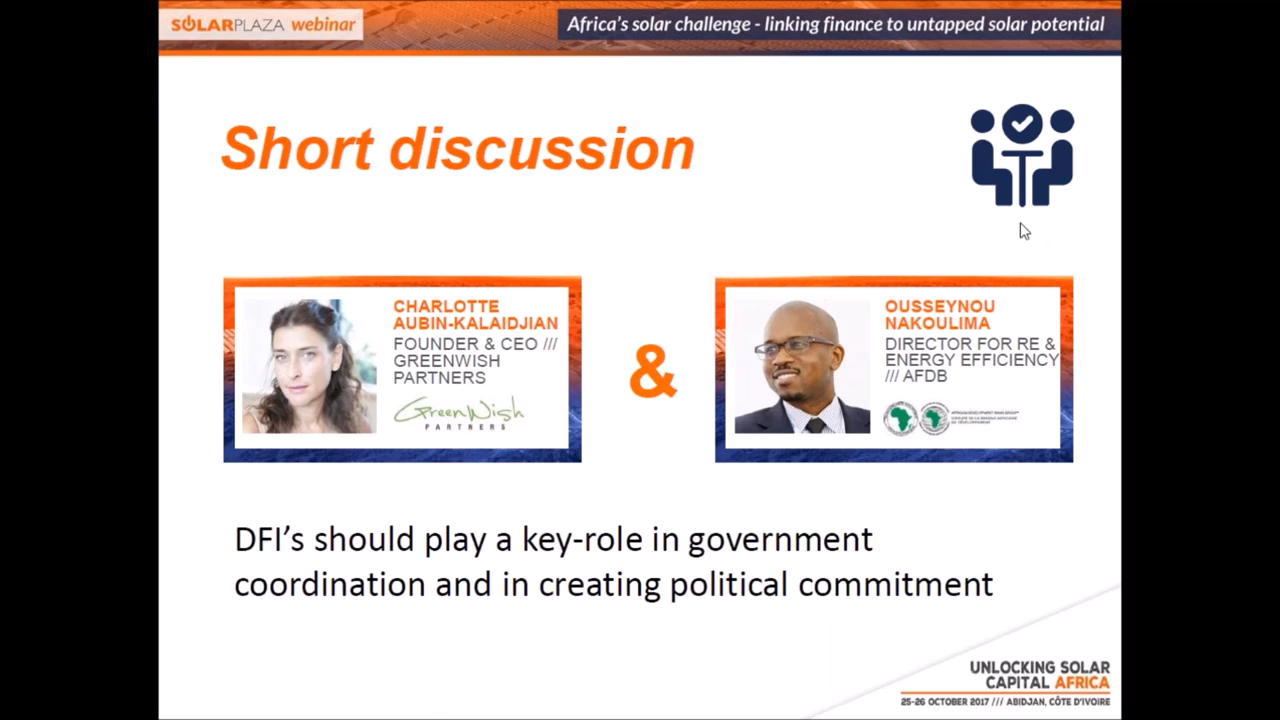 SOLARPLAZA webinar
Africa's solar challenge - linking finance to untapped solar potential
Short discussion
CHARLOTTE
AUBIN-KALAIDJIAN
FOUNDER & CEO ///
GREENWISH
PARTNERS
GreenWish
PARTNERS
&
OUSSEYNOU
NAKOULIMA
DIRECTOR FOR RE &
ENERGY EFFICIENCY
/// AFDB
DFI's should play a key-role in government
coordination and in creating political commitment
UNLOCKING SOLAR
CAPITAL AFRICA
25-26 OCTOBER 2017 /// ABIDJAN, CÔTE D'IVOIRE